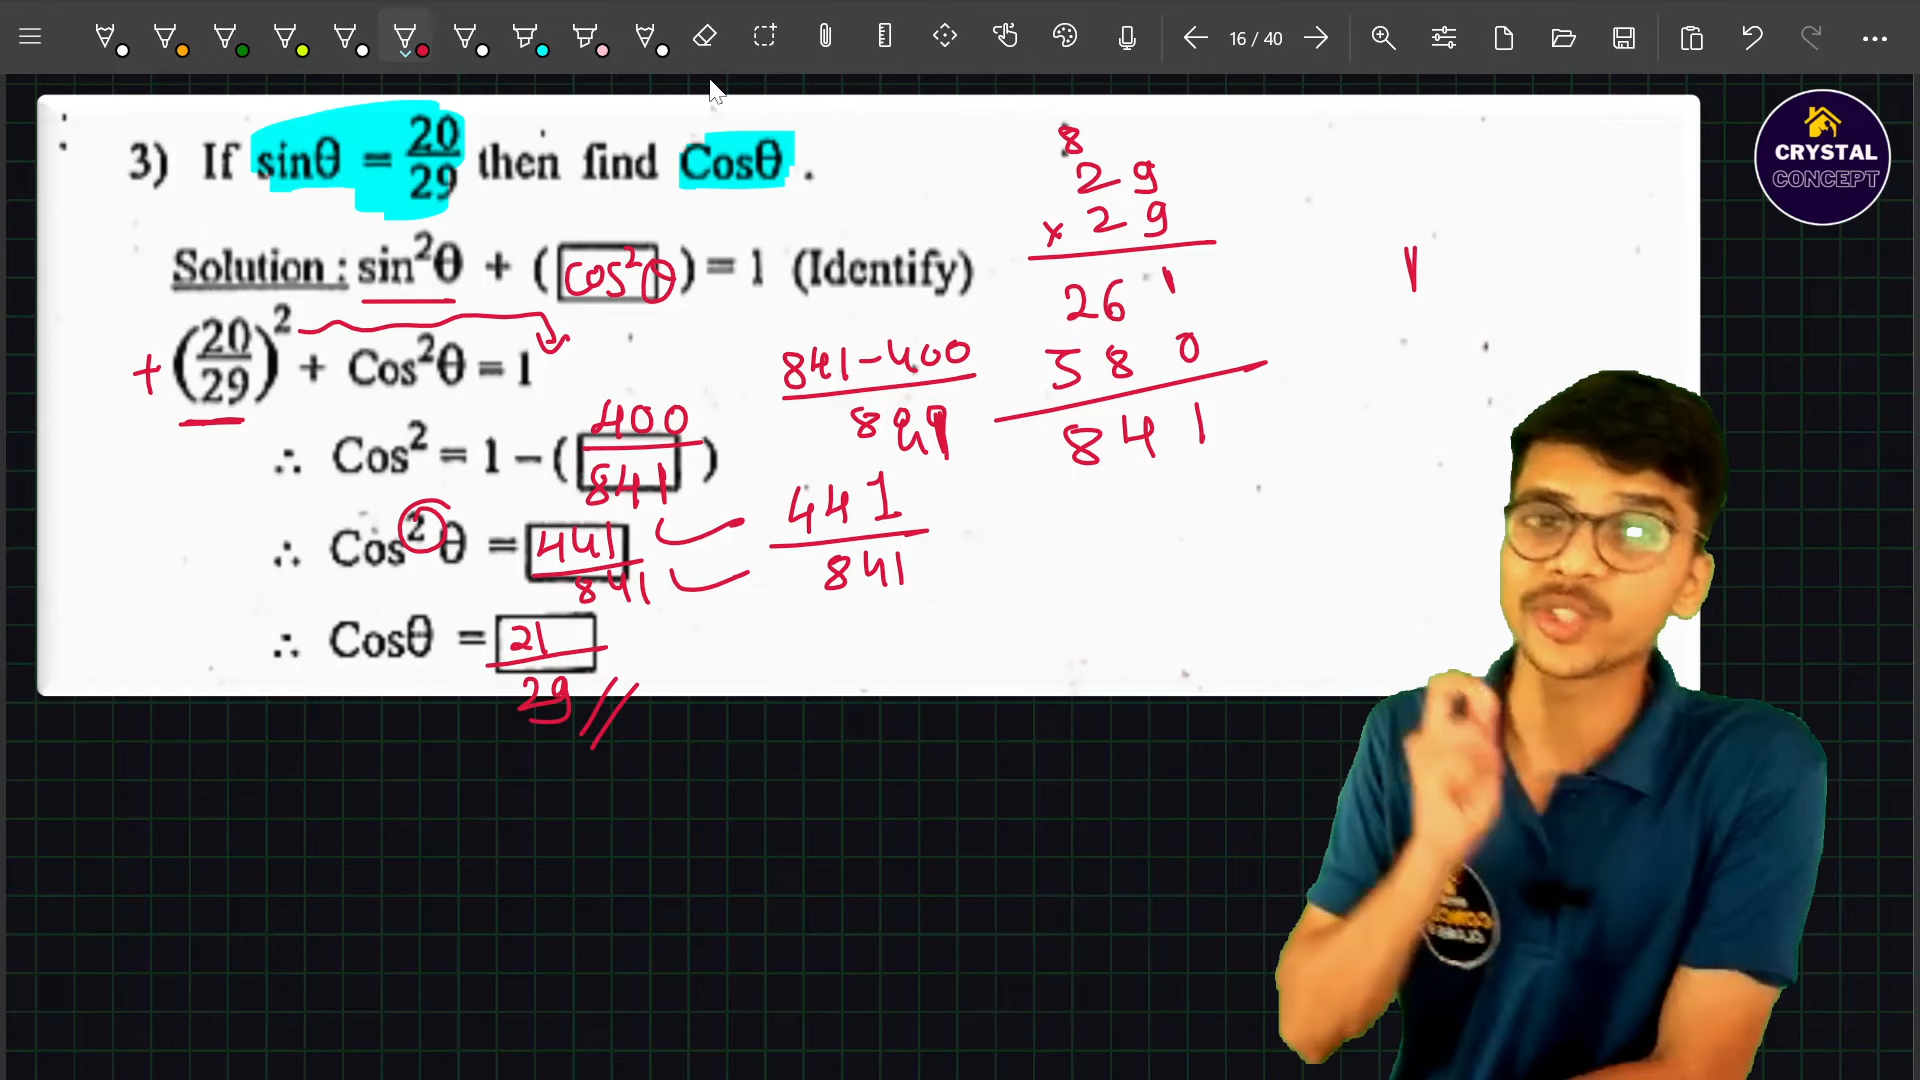 16 / 40
CRYSTAL
CONCEPT
3) If sinθ = 20/29 then find Cosθ .
Solution : sin²θ + ( cos²θ ) = 1 (Identify)
+ (20/29)² + Cos²θ = 1
∴ Cos² = 1 – ( 400/841 )
∴ Cos²θ = 441/841
∴ Cosθ = 21/29 //
841-400
841
441
841
8
29
× 29
261
580
841
1